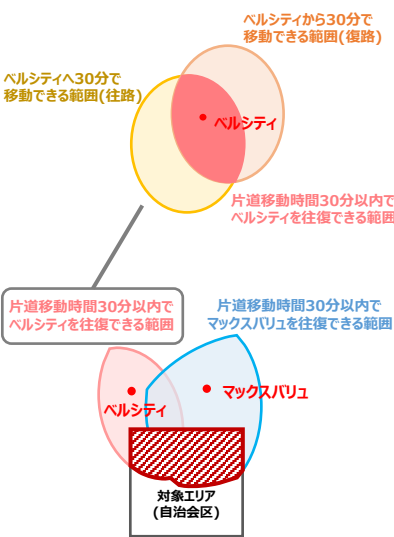 ベルシティから30分で
移動できる範囲(復路)
ベルシティへ30分で
移動できる範囲(往路)
ベルシティ
片道移動時間30分以内で
ベルシティを往復できる範囲
片道移動時間30分以内で
ベルシティを往復できる範囲
片道移動時間30分以内で
マックスバリュを往復できる範囲
ベルシティ
マックスバリュ
対象エリア
(自治会区)